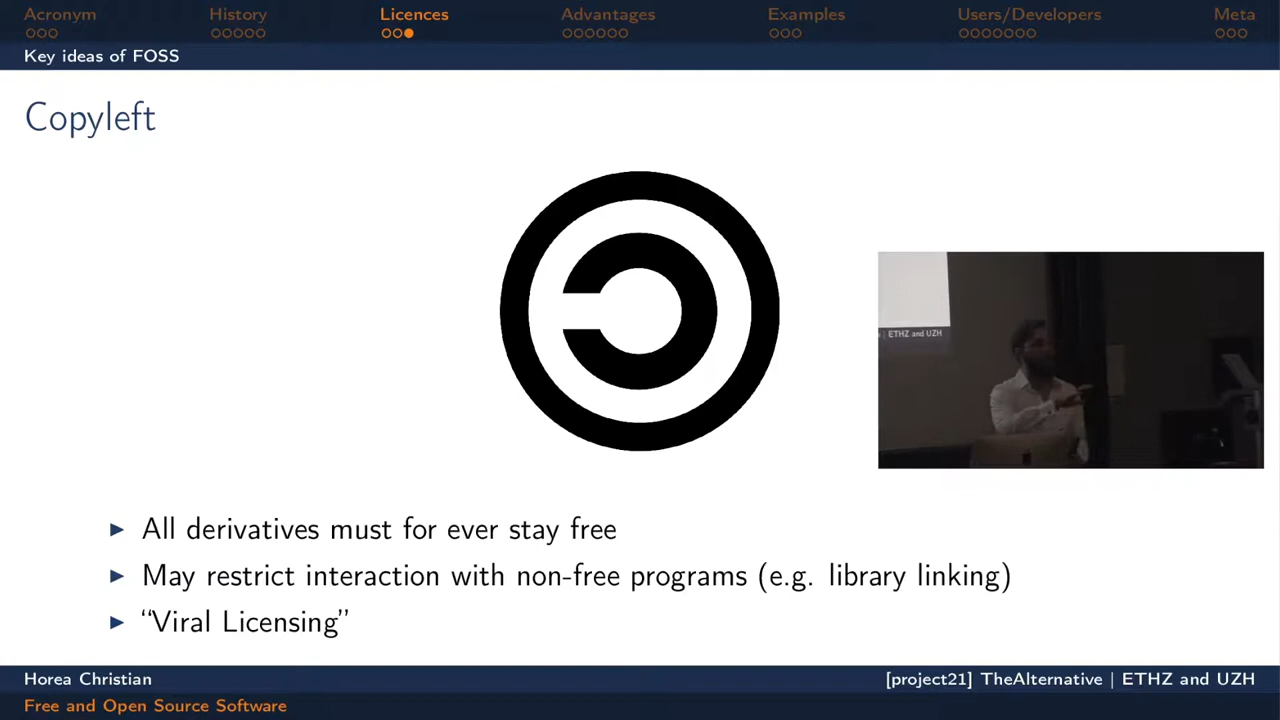 Acronym
History
Licences
Advantages
Examples
Users/Developers
Meta
Key ideas of FOSS
Copyleft
ETHZ and UZH
All derivatives must for ever stay free
May restrict interaction with non-free programs (e.g. library linking)
“Viral Licensing”
Horea Christian
[project21] TheAlternative | ETHZ and UZH
Free and Open Source Software